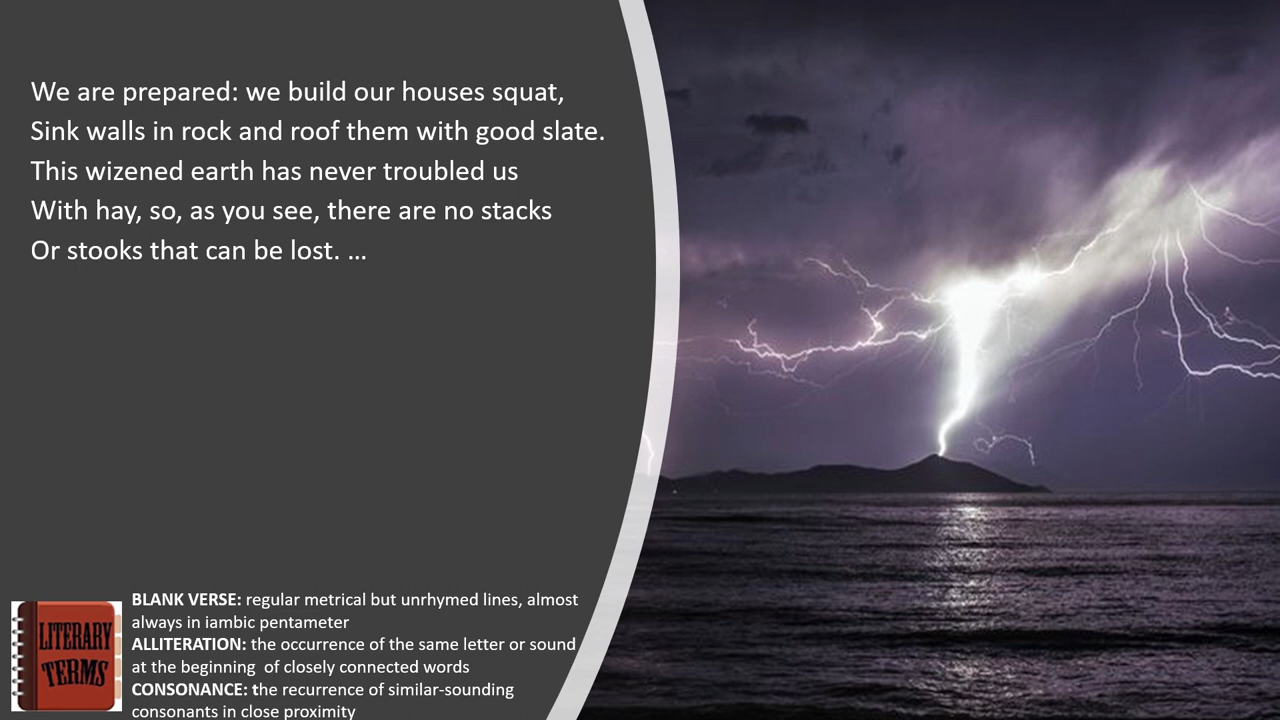 We are prepared: we build our houses squat,
Sink walls in rock and roof them with good slate.
This wizened earth has never troubled us
With hay, so, as you see, there are no stacks
Or stooks that can be lost. ...
LITERARY
TERMS
BLANK VERSE: regular metrical but unrhymed lines, almost
always in iambic pentameter
ALLITERATION: the occurrence of the same letter or sound
at the beginning  of closely connected words
CONSONANCE: the recurrence of similar-sounding
consonants in close proximity